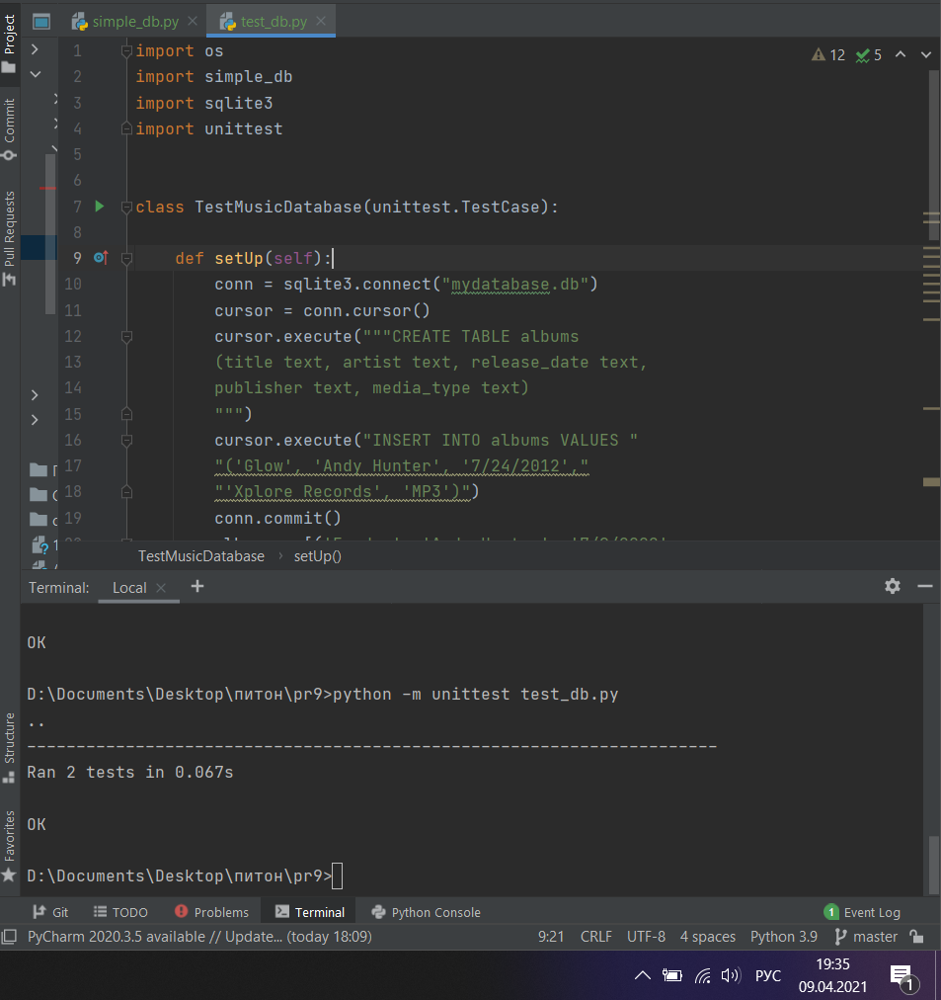 Project
Commit
Pull Requests
Structure
Favorites
simple_db.py
test_db.py
12
5
1 import os
2 import simple_db
3 import sqlite3
4 import unittest
5
6
7 class TestMusicDatabase(unittest.TestCase):
8
9 def setUp(self):
10 conn = sqlite3.connect("mydatabase.db")
11 cursor = conn.cursor()
12 cursor.execute("""CREATE TABLE albums
13 (title text, artist text, release_date text,
14 publisher text, media_type text)
15 """)
16 cursor.execute("INSERT INTO albums VALUES "
17 "('Glow', 'Andy Hunter', '7/24/2012',"
18 "'Xplore Records', 'MP3')")
19 conn.commit()
TestMusicDatabase › setUp()
Terminal: Local
OK
D:\Documents\Desktop\питон\pr9>python -m unittest test_db.py
..
----------------------------------------------------------------------
Ran 2 tests in 0.067s
OK
D:\Documents\Desktop\питон\pr9>
Git TODO Problems Terminal Python Console 1 Event Log
PyCharm 2020.3.5 available // Update... (today 18:09) 9:21 CRLF UTF-8 4 spaces Python 3.9 master
РУС
19:35
09.04.2021
1